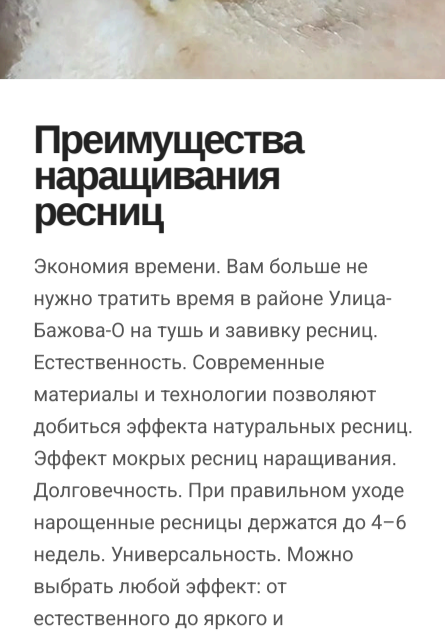 Преимущества
наращивания
ресниц
Экономия времени. Вам больше не
нужно тратить время в районе Улица-
Бажова-О на тушь и завивку ресниц.
Естественность. Современные
материалы и технологии позволяют
добиться эффекта натуральных ресниц.
Эффект мокрых ресниц наращивания.
Долговечность. При правильном уходе
нарощенные ресницы держатся до 4–6
недель. Универсальность. Можно
выбрать любой эффект: от
естественного до яркого и